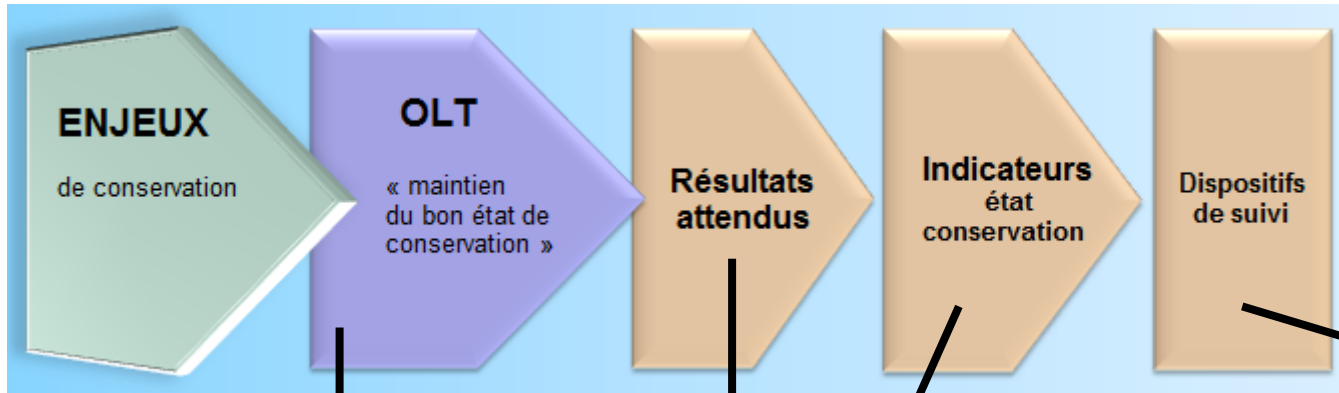 ENJEUX
de conservation
OLT
« maintien
du bon état de
conservation »
Résultats
attendus
Indicateurs
état
conservation
Dispositifs
de suivi